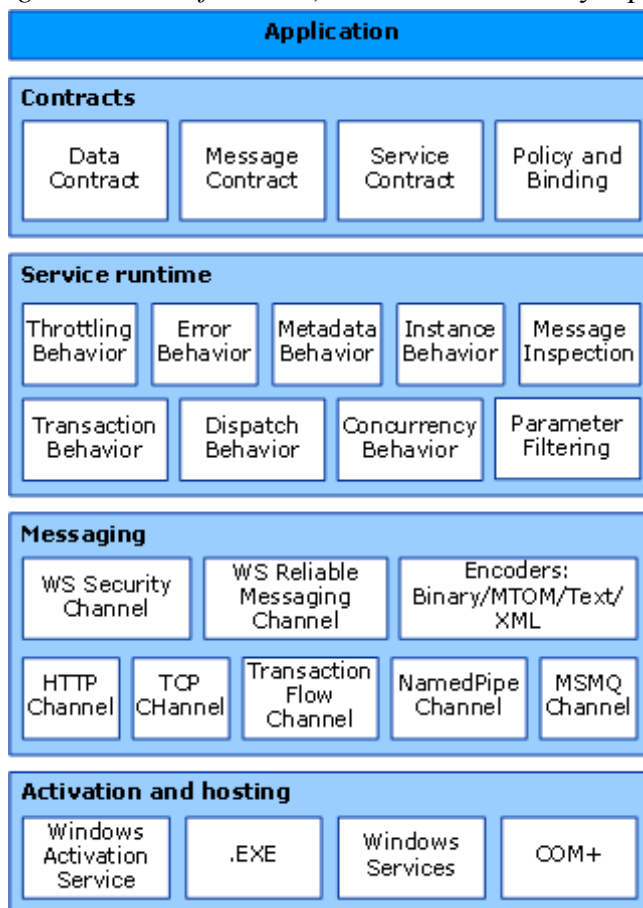 Application
Contracts
Data
Contract
Message
Contract
Service
Contract
Policy and
Binding
Service runtime
Throttling
Behavior
Error
Behavior
Metadata
Behavior
Instance
Behavior
Message
Inspection
Transaction
Behavior
Dispatch
Behavior
Concurrency
Behavior
Parameter
Filtering
Messaging
WS Security
Channel
WS Reliable
Messaging
Channel
Encoders:
Binary/MTOM/Text/
XML
HTTP
Channel
TCP
CHannel
Transaction
Flow
Channel
NamedPipe
Channel
MSMQ
Channel
Activation and hosting
Windows
Activation
Service
.EXE
Windows
Services
COM+